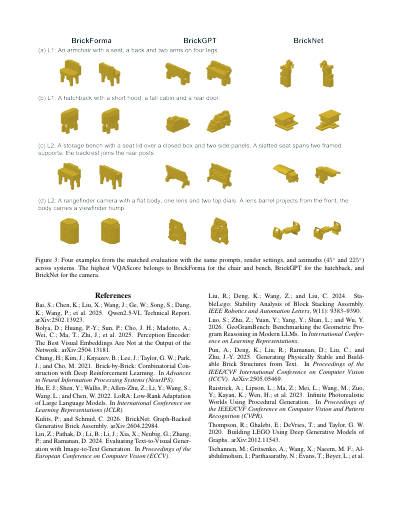 BrickForma BrickGPT BrickNet
(a) L1: An armchair with a seat, a back and two arms on four legs.
(b) L1: A hatchback with a short hood, a tall cabin and a rear door.
(c) L2: A storage bench with a seat lid over a closed box and two side panels. A slatted seat spans two framed
supports. the backrest joins the rear posts.
(d) L2: A rangefinder camera with a flat body, one lens and two top dials. A lens barrel projects from the front, the
body carries a viewfinder hump.
Figure 3: Four examples from the matched evaluation with the same prompts, render settings, and azimuths (45° and 225°)
across systems. The highest VQAScore belongs to BrickForma for the chair and bench, BrickGPT for the hatchback, and
BrickNet for the camera.
References
Bai, S.; Chen, K.; Liu, X.; Wang, J.; Ge, W.; Song, S.; Dang,
K.; Wang, P.; et al. 2025. Qwen2.5-VL Technical Report.
arXiv:2502.13923.
Bolya, D.; Huang, P.-Y.; Sun, P.; Cho, J. H.; Madotto, A.;
Wei, C.; Ma, T.; Zhi, J.; et al. 2025. Perception Encoder:
The Best Visual Embeddings Are Not at the Output of the
Network. arXiv:2504.13181.
Chung, H.; Kim, J.; Knyazev, B.; Lee, J.; Taylor, G. W.; Park,
J.; and Cho, M. 2021. Brick-by-Brick: Combinatorial Con-
struction with Deep Reinforcement Learning. In Advances
in Neural Information Processing Systems (NeurIPS).
Hu, E. J.; Shen, Y.; Wallis, P.; Allen-Zhu, Z.; Li, Y.; Wang, S.;
Wang, L.; and Chen, W. 2022. LoRA: Low-Rank Adaptation
of Large Language Models. In International Conference on
Learning Representations (ICLR).
Kulits, P.; and Schmid, C. 2026. BrickNet: Graph-Backed
Generative Brick Assembly. arXiv:2604.22984.
Lin, Z.; Pathak, D.; Li, B.; Li, J.; Xia, X.; Neubig, G.; Zhang,
P.; and Ramanan, D. 2024. Evaluating Text-to-Visual Gener-
ation with Image-to-Text Generation. In Proceedings of the
European Conference on Computer Vision (ECCV).
Liu, R.; Deng, K.; Wang, Z.; and Liu, C. 2024. Sta-
bleLego: Stability Analysis of Block Stacking Assembly.
IEEE Robotics and Automation Letters, 9(11): 9383–9390.
Luo, S.; Zhu, Z.; Yuan, Y.; Yang, Y.; Shan, L.; and Wu, Y.
2026. GeoGramBench: Benchmarking the Geometric Pro-
gram Reasoning in Modern LLMs. In International Confer-
ence on Learning Representations.
Pun, A.; Deng, K.; Liu, R.; Ramanan, D.; Liu, C.; and
Zhu, J.-Y. 2025. Generating Physically Stable and Build-
able Brick Structures from Text. In Proceedings of the
IEEE/CVF International Conference on Computer Vision
(ICCV). ArXiv:2505.05469.
Raistrick, A.; Lipson, L.; Ma, Z.; Mei, L.; Wang, M.; Zuo,
Y.; Kayan, K.; Wen, H.; et al. 2023. Infinite Photorealistic
Worlds Using Procedural Generation. In Proceedings of
the IEEE/CVF Conference on Computer Vision and Pattern
Recognition (CVPR).
Thompson, R.; Ghalebi, E.; DeVries, T.; and Taylor, G. W.
2020. Building LEGO Using Deep Generative Models of
Graphs. arXiv:2012.11543.
Tschannen, M.; Gritsenko, A.; Wang, X.; Naeem, M. F.; Al-
abdulmohsin, I.; Parthasarathy, N.; Evans, T.; Beyer, L.; et al.